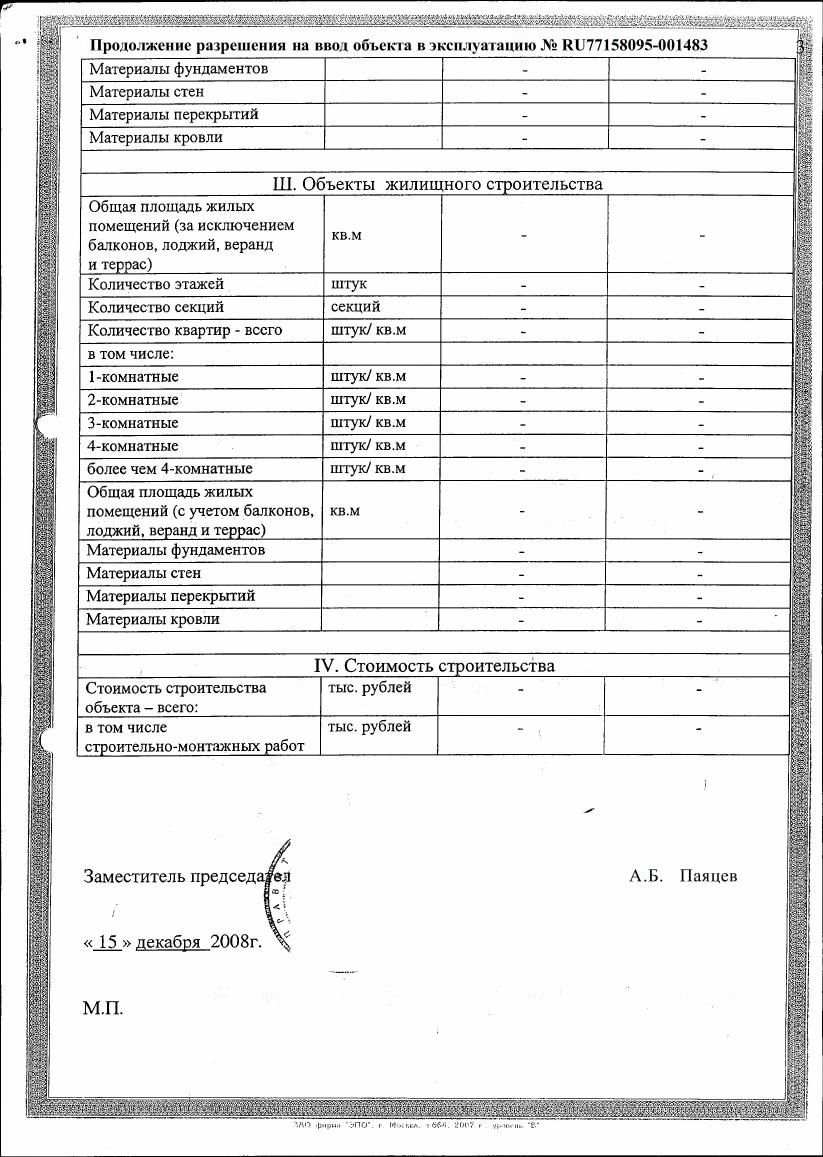 Продолжение разрешения на ввод объекта в эксплуатацию № RU77158095-001483
3
Материалы фундаментов - -
Материалы стен - -
Материалы перекрытий - -
Материалы кровли - -
Ш. Объекты жилищного строительства
Общая площадь жилых
помещений (за исключением
балконов, лоджий, веранд
и террас) кв.м - -
Количество этажей штук - -
Количество секций секций - -
Количество квартир - всего штук/ кв.м - -
в том числе:
1-комнатные штук/ кв.м - -
2-комнатные штук/ кв.м - -
3-комнатные штук/ кв.м - -
4-комнатные штук/ кв.м - -
более чем 4-комнатные штук/ кв.м - -
Общая площадь жилых
помещений (с учетом балконов, кв.м - -
лоджий, веранд и террас)
Материалы фундаментов - -
Материалы стен - -
Материалы перекрытий - -
Материалы кровли - -
IV. Стоимость строительства
Стоимость строительства тыс. рублей - -
объекта – всего:
в том числе тыс. рублей - -
строительно-монтажных работ
Заместитель председател А.Б. Паяцев
ПРАВИТ
« 15 » декабря 2008г.
М.П.
ЗАО фирма "ЭПО", г. Москва, 2007 г., уровень "В"